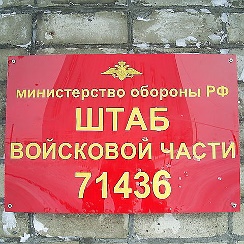 МИНИСТЕРСТВО ОБОРОНЫ РФ
ШТАБ
ВОЙСКОВОЙ ЧАСТИ
71436